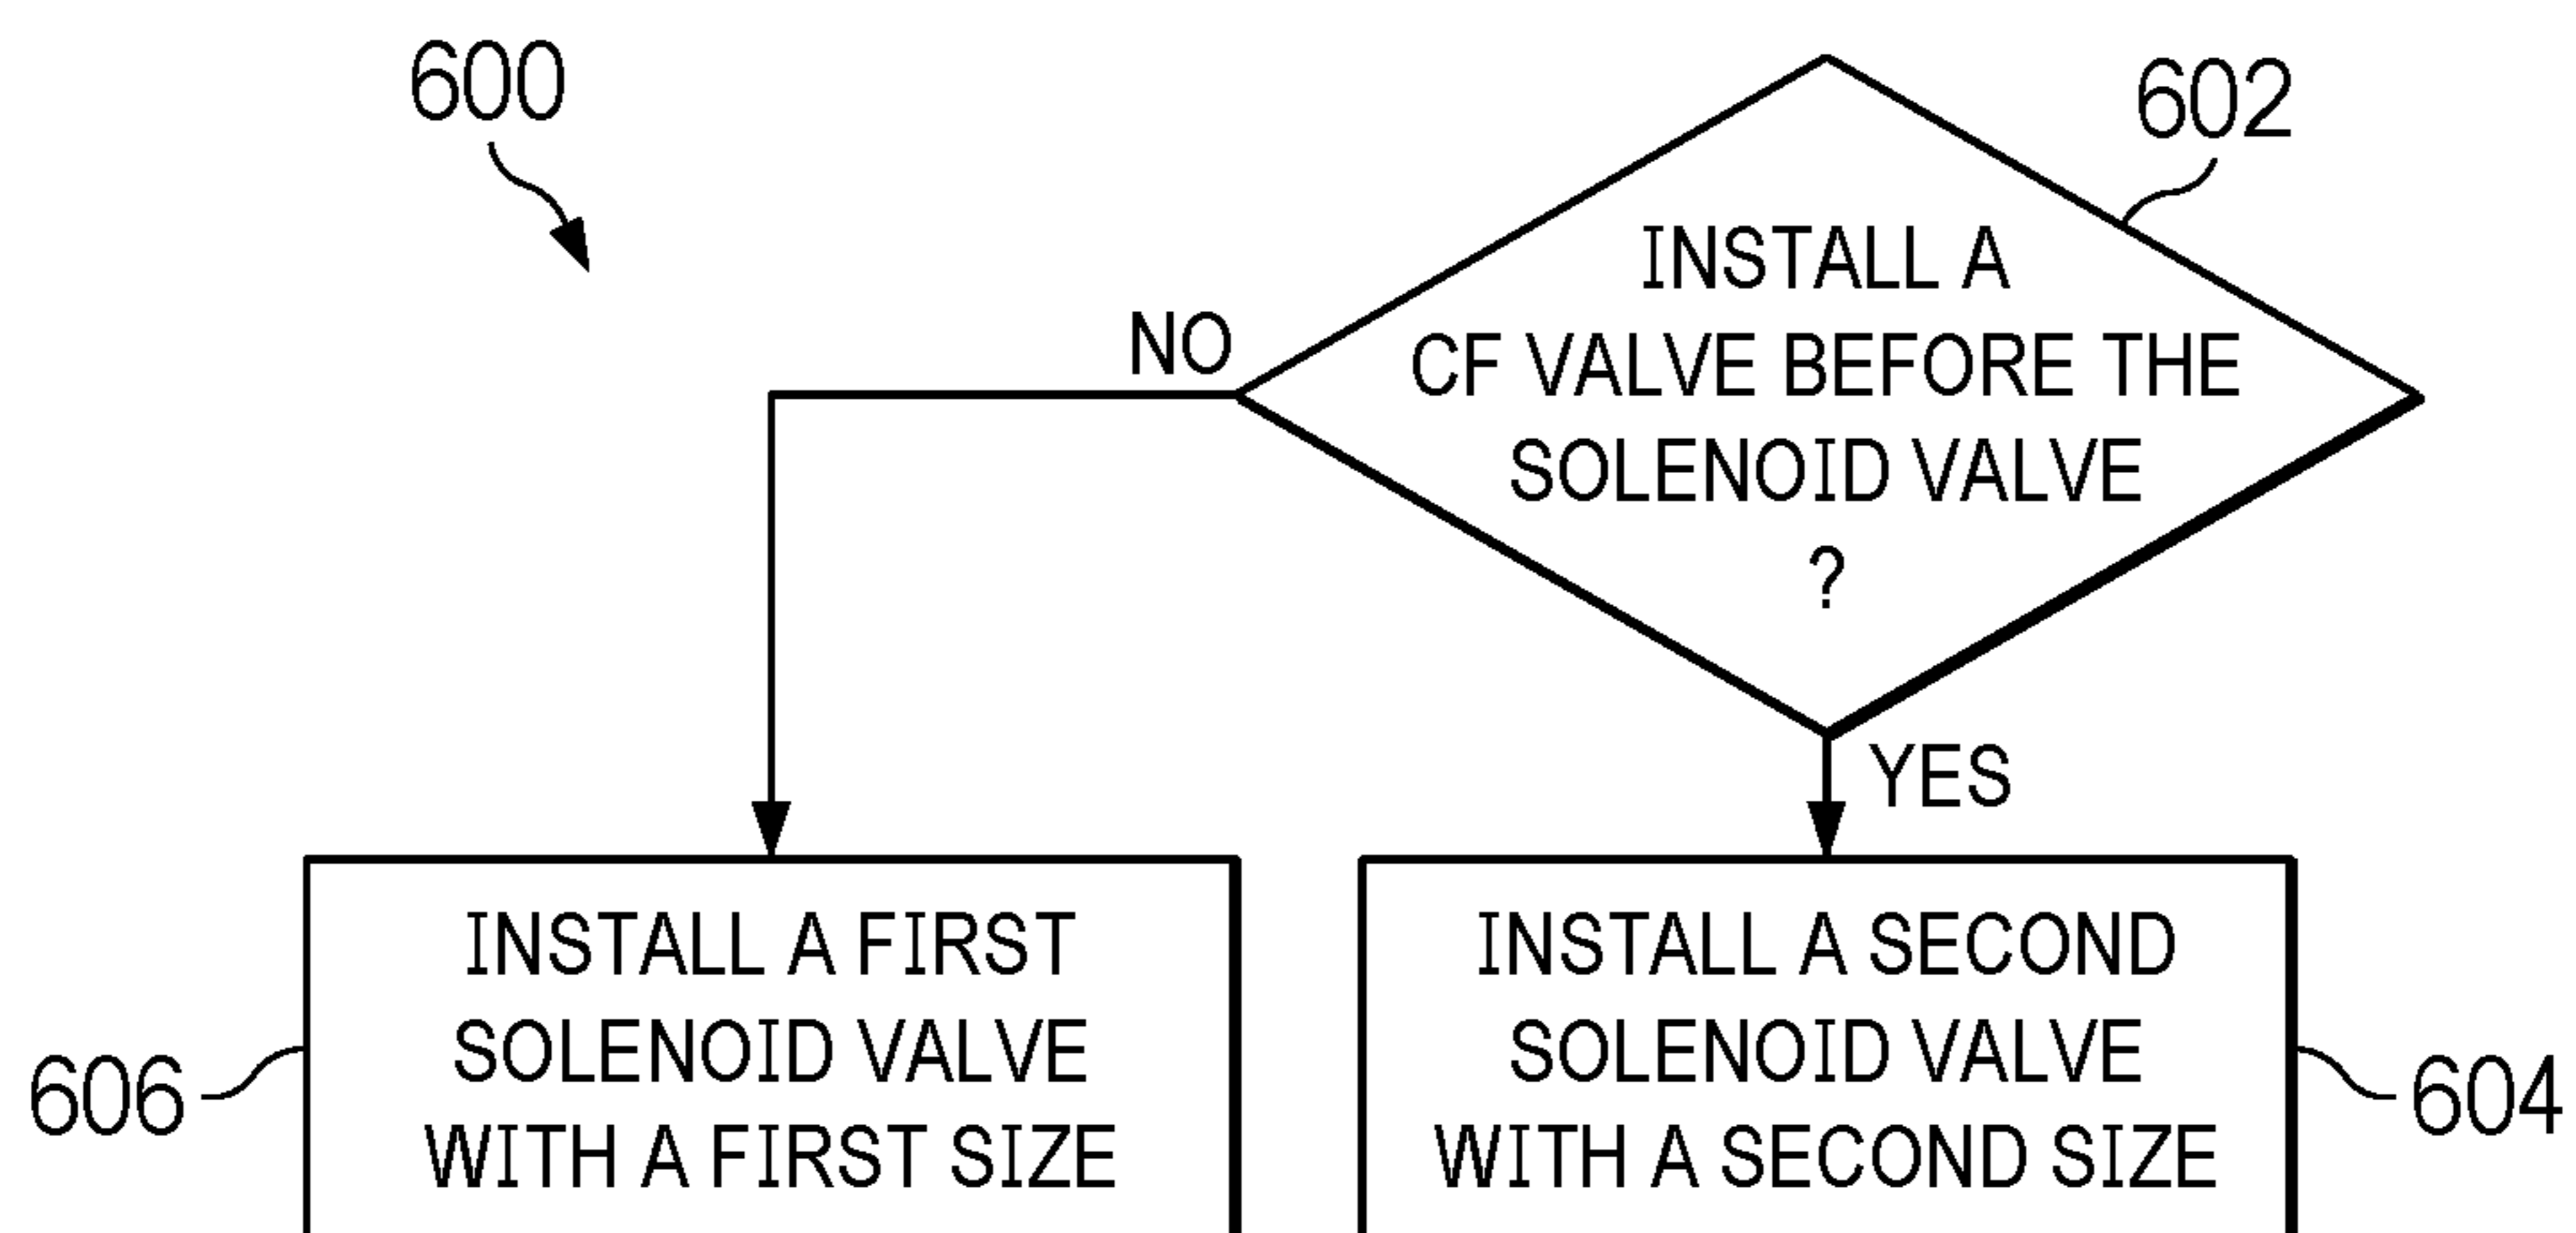 600
602
INSTALL A
CF VALVE BEFORE THE
SOLENOID VALVE
?
NO
YES
INSTALL A FIRST
SOLENOID VALVE
WITH A FIRST SIZE
606
INSTALL A SECOND
SOLENOID VALVE
WITH A SECOND SIZE
604